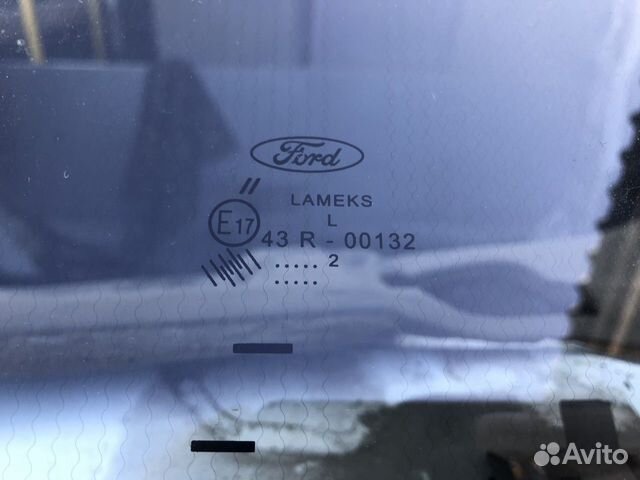 Ford
LAMEKS
L
E17
43 R - 00132
..... 2
.....
Avito